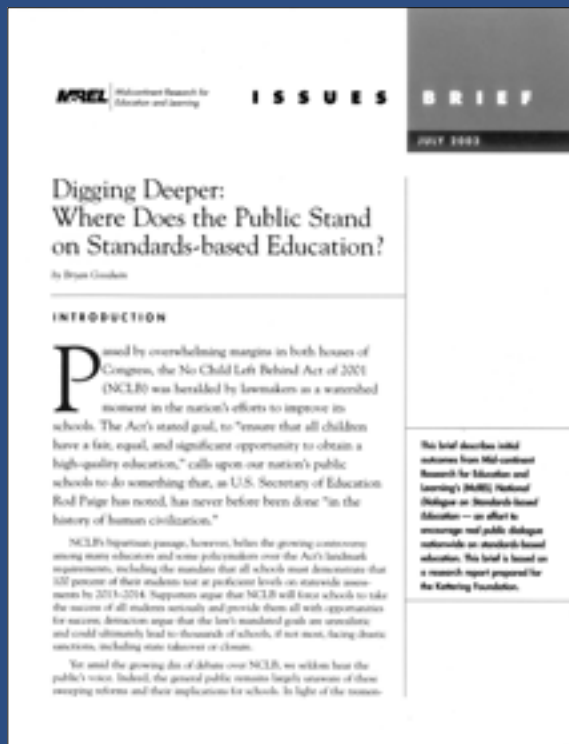 McREL Mid-continent Research for
Education and Learning
ISSUES BRIEF
JULY 2003
Digging Deeper:
Where Does the Public Stand
on Standards-based Education?
by Bryan Goodwin
INTRODUCTION
Passed by overwhelming margins in both houses of
Congress, the No Child Left Behind Act of 2001
(NCLB) was heralded by lawmakers as a watershed
moment in the nation's efforts to improve its
schools. The Act's stated goal, to "ensure that all children
have a fair, equal, and significant opportunity to obtain a
high-quality education," calls upon our nation's public
schools to do something that, as U.S. Secretary of Education
Rod Paige has noted, has never before been done "in the
history of human civilization."
NCLB's bipartisan passage, however, belies the growing controversy
among many educators and some policymakers over the Act's landmark
requirements, including the mandate that all schools must demonstrate that
100 percent of their students test at proficient levels on statewide assess-
ments by 2013–2014. Supporters argue that NCLB will force schools to take
the success of all students seriously and provide them all with opportunities
for success; detractors argue that the law's mandated goals are unrealistic
and could ultimately lead to thousands of schools, if not most, facing drastic
sanctions, including state takeover or closure.
Yet amid the growing din of debate over NCLB, we seldom hear the
public's voice. Indeed, the general public remains largely unaware of these
sweeping reforms and their implications for schools. In light of the tremen-
This brief describes initial
outcomes from Mid-continent
Research for Education and
Learning's (McREL) National
Dialogue on Standards-based
Education — an effort to
encourage real public dialogue
nationwide on standards-based
education. This brief is based on
a research report prepared for
the Kettering Foundation.